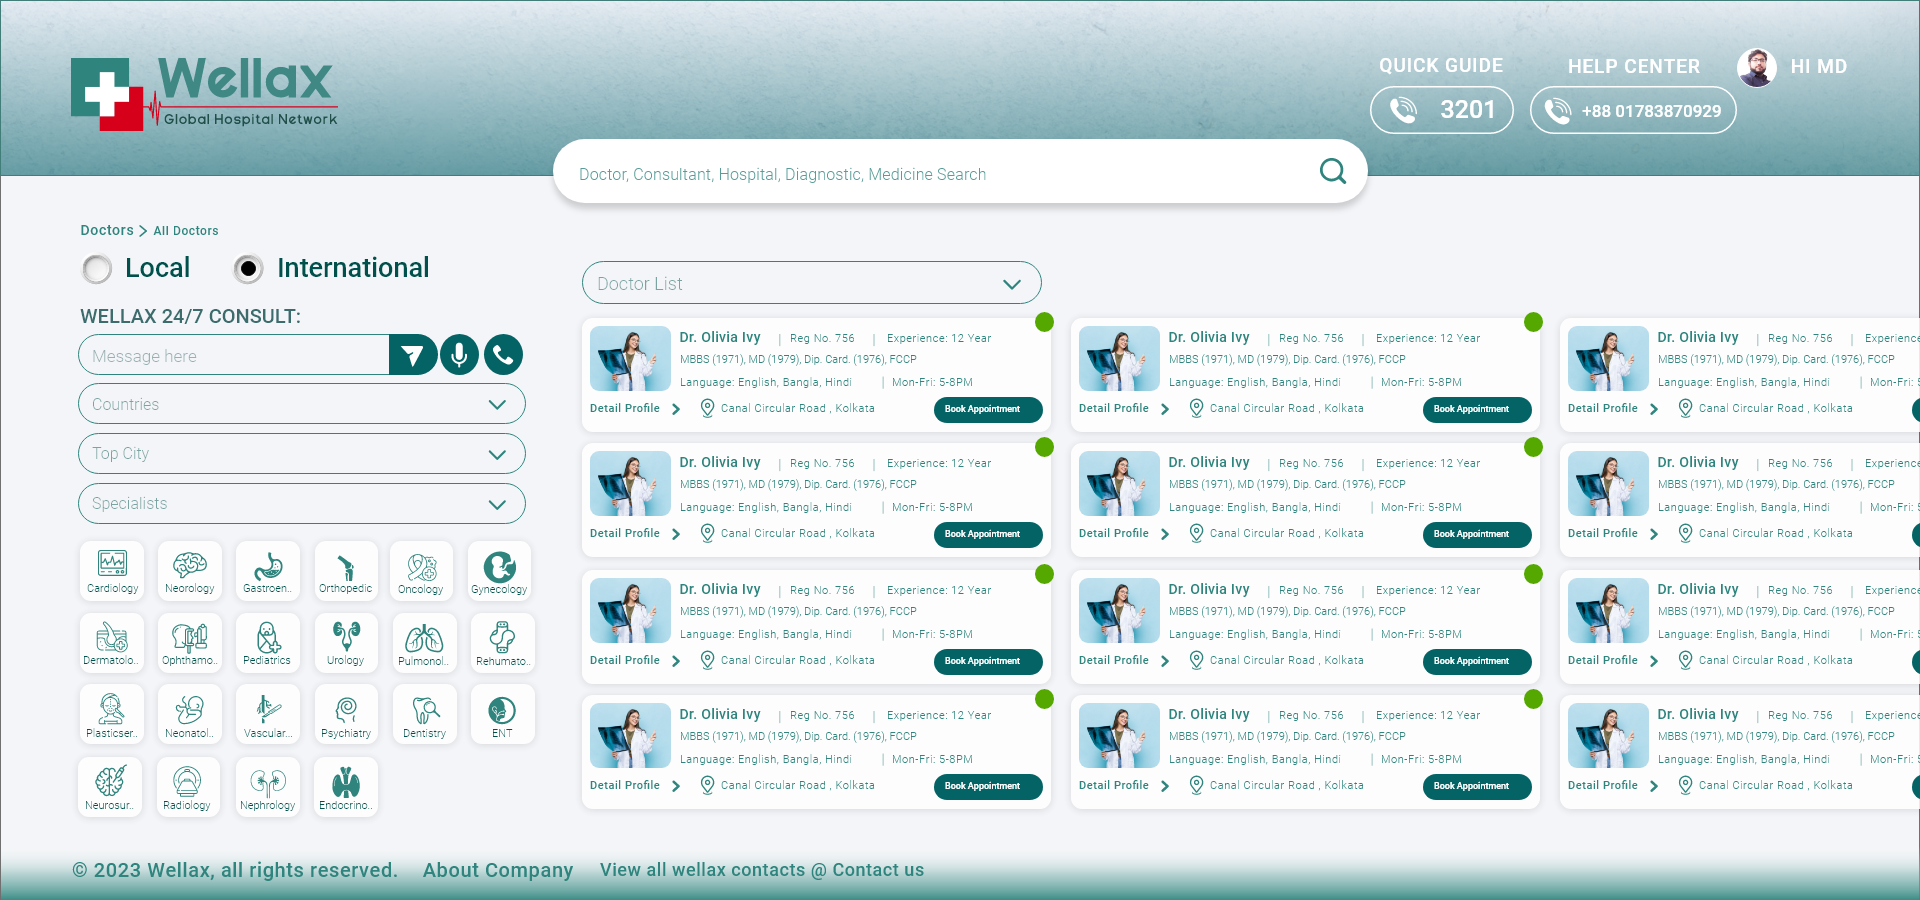 Wellax
Global Hospital Network
QUICK GUIDE
3201
HELP CENTER
+88 01783870929
HI MD
Doctor, Consultant, Hospital, Diagnostic, Medicine Search
Doctors > All Doctors
Local International
WELLAX 24/7 CONSULT:
Message here
Countries
Top City
Specialists
Cardiology Neorology Gastroen.. Orthopedic Oncology Gynecology
Dermatolo.. Ophthamo.. Pediatrics Urology Pulmonol.. Rehumato..
Plasticser.. Neonatol.. Vascular... Psychiatry Dentistry ENT
Neurosur.. Radiology Nephrology Endocrino..
Doctor List
Dr. Olivia Ivy | Reg No. 756 | Experience: 12 Year
MBBS (1971), MD (1979), Dip. Card. (1976), FCCP
Language: English, Bangla, Hindi | Mon-Fri: 5-8PM
Detail Profile > Canal Circular Road , Kolkata Book Appointment
Dr. Olivia Ivy | Reg No. 756 | Experience: 12 Year
MBBS (1971), MD (1979), Dip. Card. (1976), FCCP
Language: English, Bangla, Hindi | Mon-Fri: 5-8PM
Detail Profile > Canal Circular Road , Kolkata Book Appointment
Dr. Olivia Ivy | Reg No. 756 | Experience
MBBS (1971), MD (1979), Dip. Card. (1976), FCCP
Language: English, Bangla, Hindi | Mon-Fri:
Detail Profile > Canal Circular Road , Kolkata
Dr. Olivia Ivy | Reg No. 756 | Experience: 12 Year
MBBS (1971), MD (1979), Dip. Card. (1976), FCCP
Language: English, Bangla, Hindi | Mon-Fri: 5-8PM
Detail Profile > Canal Circular Road , Kolkata Book Appointment
Dr. Olivia Ivy | Reg No. 756 | Experience: 12 Year
MBBS (1971), MD (1979), Dip. Card. (1976), FCCP
Language: English, Bangla, Hindi | Mon-Fri: 5-8PM
Detail Profile > Canal Circular Road , Kolkata Book Appointment
Dr. Olivia Ivy | Reg No. 756 | Experience
MBBS (1971), MD (1979), Dip. Card. (1976), FCCP
Language: English, Bangla, Hindi | Mon-Fri:
Detail Profile > Canal Circular Road , Kolkata
Dr. Olivia Ivy | Reg No. 756 | Experience: 12 Year
MBBS (1971), MD (1979), Dip. Card. (1976), FCCP
Language: English, Bangla, Hindi | Mon-Fri: 5-8PM
Detail Profile > Canal Circular Road , Kolkata Book Appointment
Dr. Olivia Ivy | Reg No. 756 | Experience: 12 Year
MBBS (1971), MD (1979), Dip. Card. (1976), FCCP
Language: English, Bangla, Hindi | Mon-Fri: 5-8PM
Detail Profile > Canal Circular Road , Kolkata Book Appointment
Dr. Olivia Ivy | Reg No. 756 | Experience
MBBS (1971), MD (1979), Dip. Card. (1976), FCCP
Language: English, Bangla, Hindi | Mon-Fri:
Detail Profile > Canal Circular Road , Kolkata
Dr. Olivia Ivy | Reg No. 756 | Experience: 12 Year
MBBS (1971), MD (1979), Dip. Card. (1976), FCCP
Language: English, Bangla, Hindi | Mon-Fri: 5-8PM
Detail Profile > Canal Circular Road , Kolkata Book Appointment
Dr. Olivia Ivy | Reg No. 756 | Experience: 12 Year
MBBS (1971), MD (1979), Dip. Card. (1976), FCCP
Language: English, Bangla, Hindi | Mon-Fri: 5-8PM
Detail Profile > Canal Circular Road , Kolkata Book Appointment
Dr. Olivia Ivy | Reg No. 756 | Experience
MBBS (1971), MD (1979), Dip. Card. (1976), FCCP
Language: English, Bangla, Hindi | Mon-Fri:
Detail Profile > Canal Circular Road , Kolkata
© 2023 Wellax, all rights reserved. About Company View all wellax contacts @ Contact us